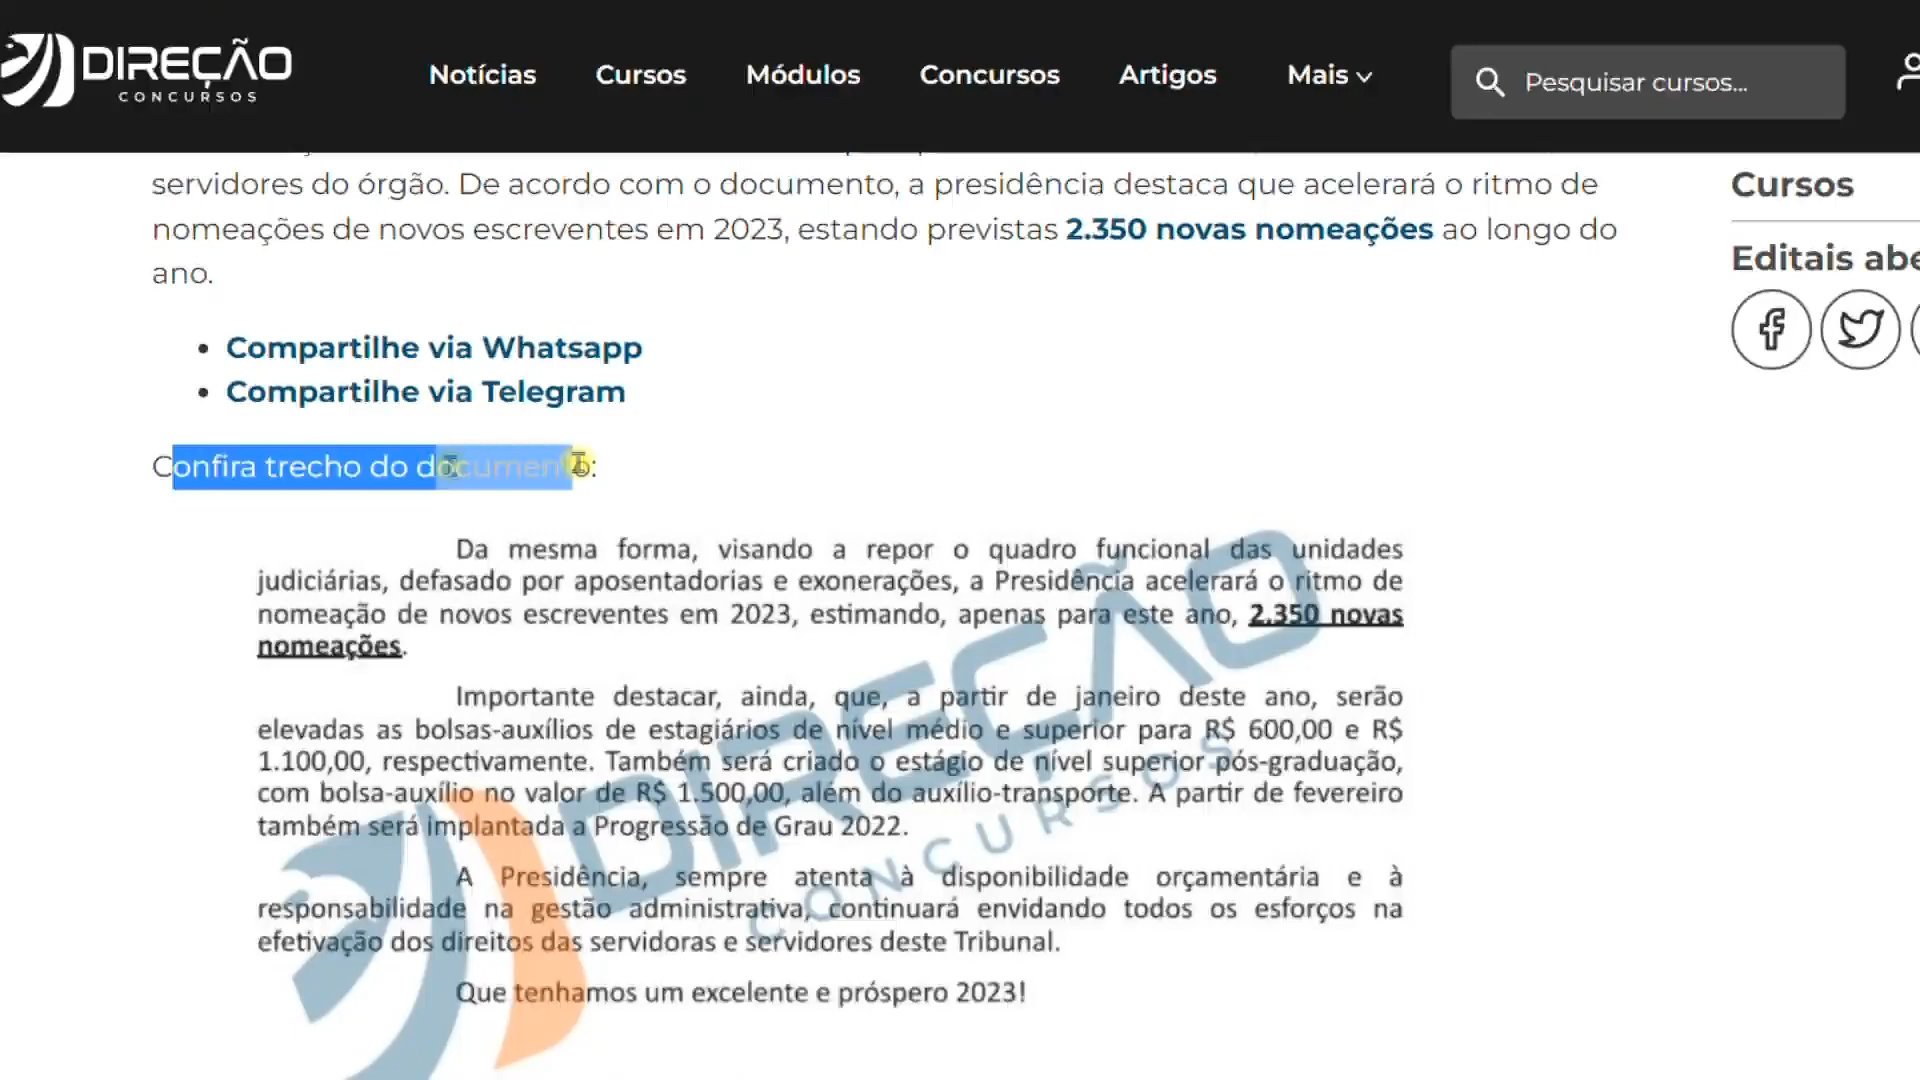 DIREÇÃO
CONCURSOS
Notícias
Cursos
Módulos
Concursos
Artigos
Mais
Pesquisar cursos...
servidores do órgão. De acordo com o documento, a presidência destaca que acelerará o ritmo de
nomeações de novos escreventes em 2023, estando previstas 2.350 novas nomeações ao longo do
ano.
Compartilhe via Whatsapp
Compartilhe via Telegram
Confira trecho do documento:
Da mesma forma, visando a repor o quadro funcional das unidades
judiciárias, defasado por aposentadorias e exonerações, a Presidência acelerará o ritmo de
nomeação de novos escreventes em 2023, estimando, apenas para este ano, 2.350 novas
nomeações.
Importante destacar, ainda, que, a partir de janeiro deste ano, serão
elevadas as bolsas-auxílios de estagiários de nível médio e superior para R$ 600,00 e R$
1.100,00, respectivamente. Também será criado o estágio de nível superior pós-graduação,
com bolsa-auxílio no valor de R$ 1.500,00, além do auxílio-transporte. A partir de fevereiro
também será implantada a Progressão de Grau 2022.
A Presidência, sempre atenta à disponibilidade orçamentária e à
responsabilidade na gestão administrativa, continuará envidando todos os esforços na
efetivação dos direitos das servidoras e servidores deste Tribunal.
Que tenhamos um excelente e próspero 2023!
DIREÇÃO
CONCURSOS
Cursos
Editais abe